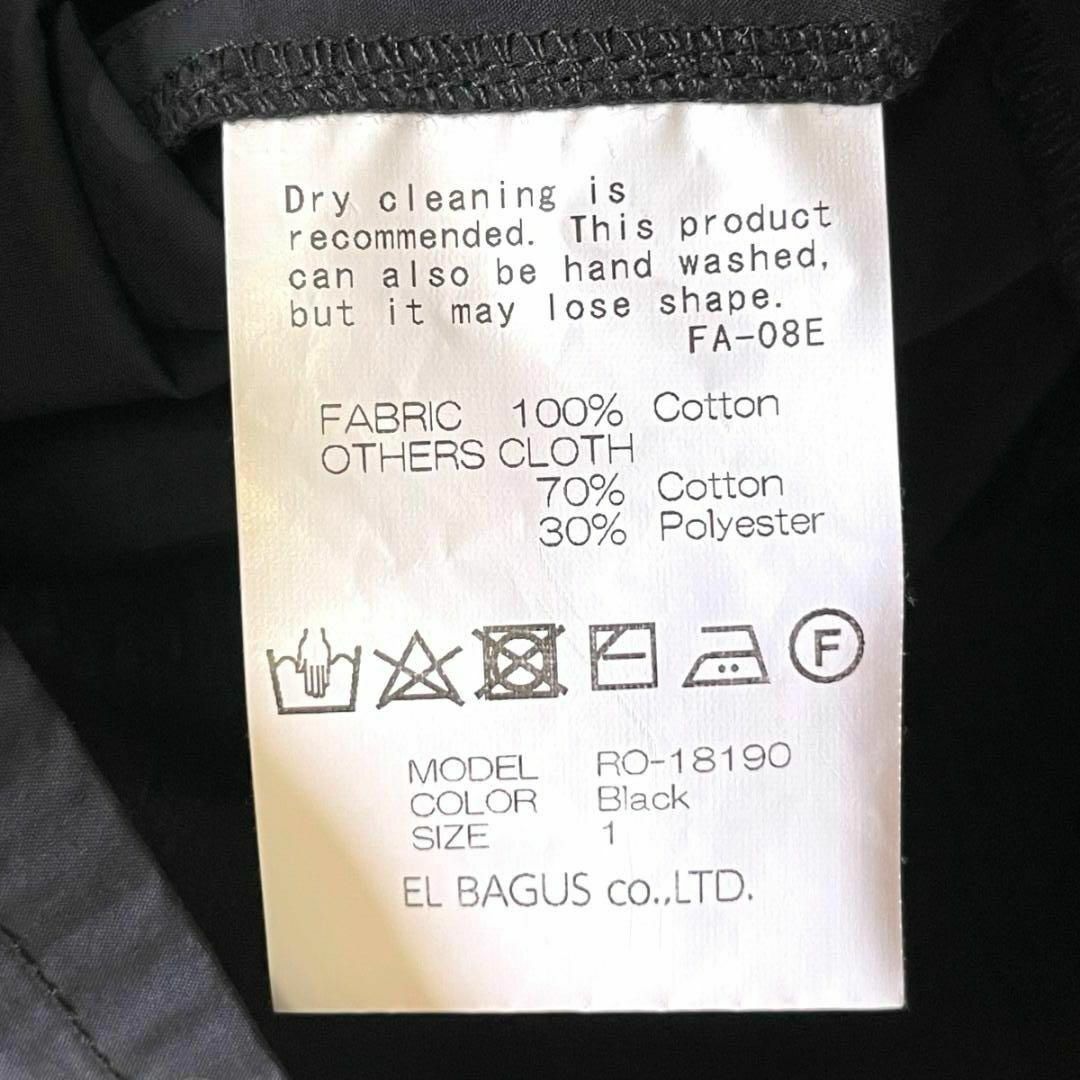 Dry cleaning is
recommended. This product
can also be hand washed,
but it may lose shape.
FA-08E
FABRIC 100% Cotton
OTHERS CLOTH
70% Cotton
30% Polyester
F
MODEL RO-18190
COLOR Black
SIZE 1
EL BAGUS co.,LTD.